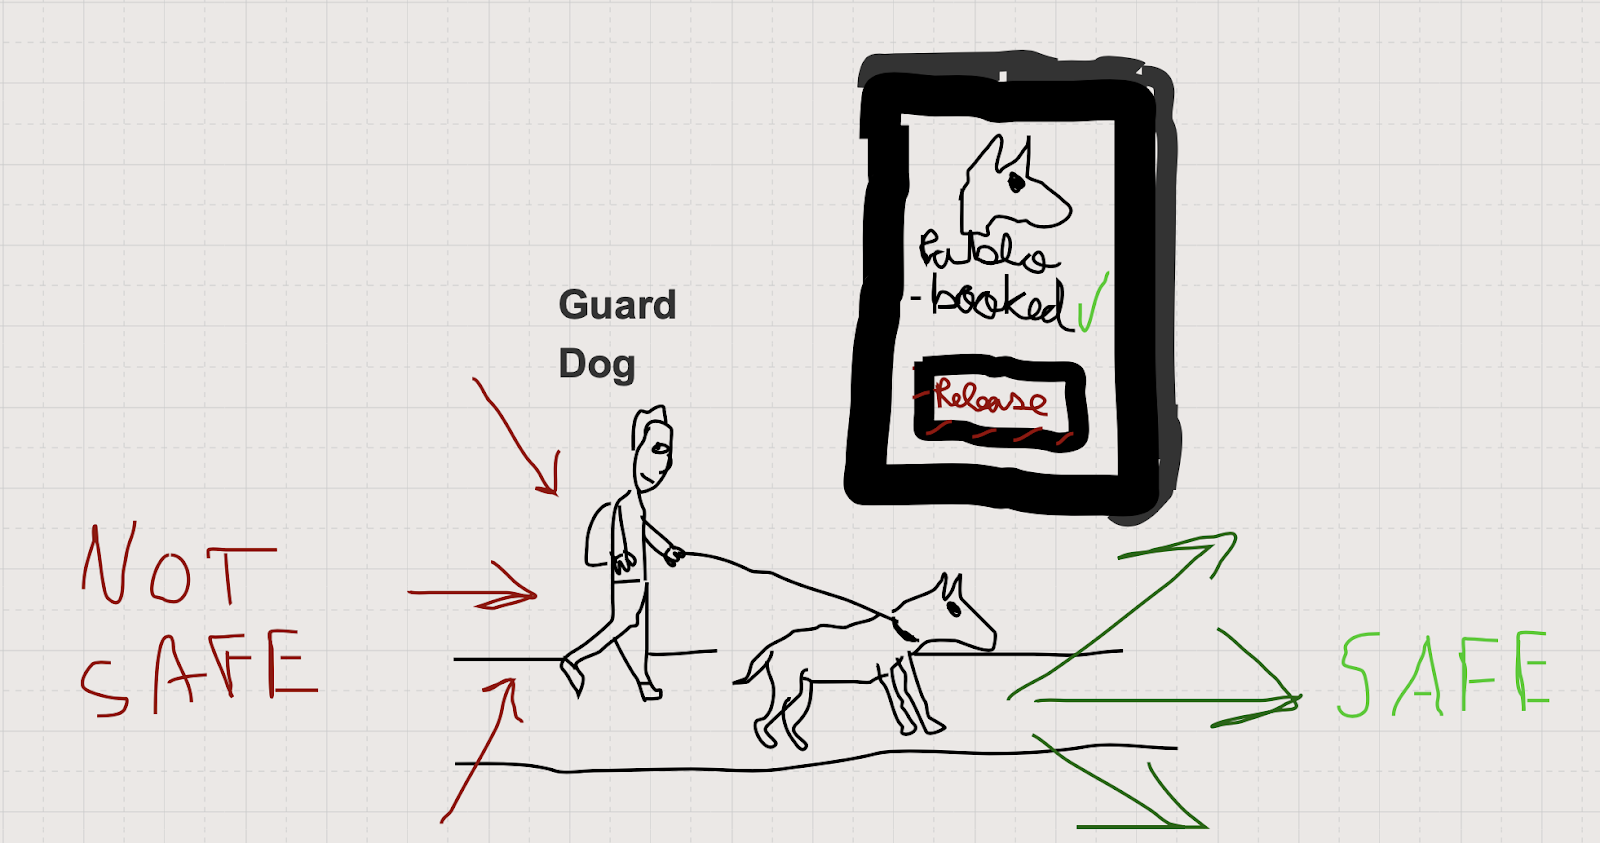 Guard
Dog
Pablo
-booked✓
Release
NOT
SAFE
SAFE